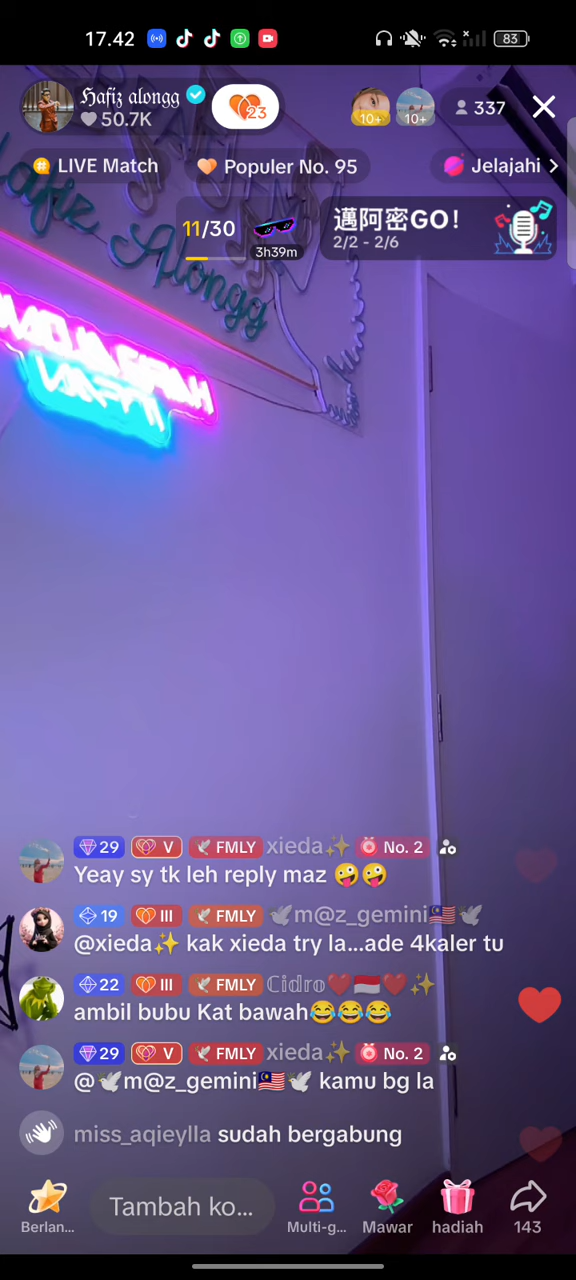 17.42
83
Hafiz alongg
50.7K
23
10+
10+
337
LIVE Match
Populer No. 95
Jelajahi
11/30
3h39m
邁阿密GO!
2/2 - 2/6
Hafiz Alongg
29 V FMLY xieda✨ No. 2
Yeay sy tk leh reply maz 🤪🤪
19 III FMLY 🕊️m@z_gemini🇲🇾🕊️
@xieda✨ kak xieda try la...ade 4kaler tu
22 III FMLY ℂ𝕚𝕕𝕣𝕠❤️🇮🇩❤️✨
ambil bubu Kat bawah😂😂😂
29 V FMLY xieda✨ No. 2
@🕊️m@z_gemini🇲🇾🕊️ kamu bg la
miss_aqieylla sudah bergabung
Berlan...
Tambah ko...
Multi-g...
Mawar
hadiah
143